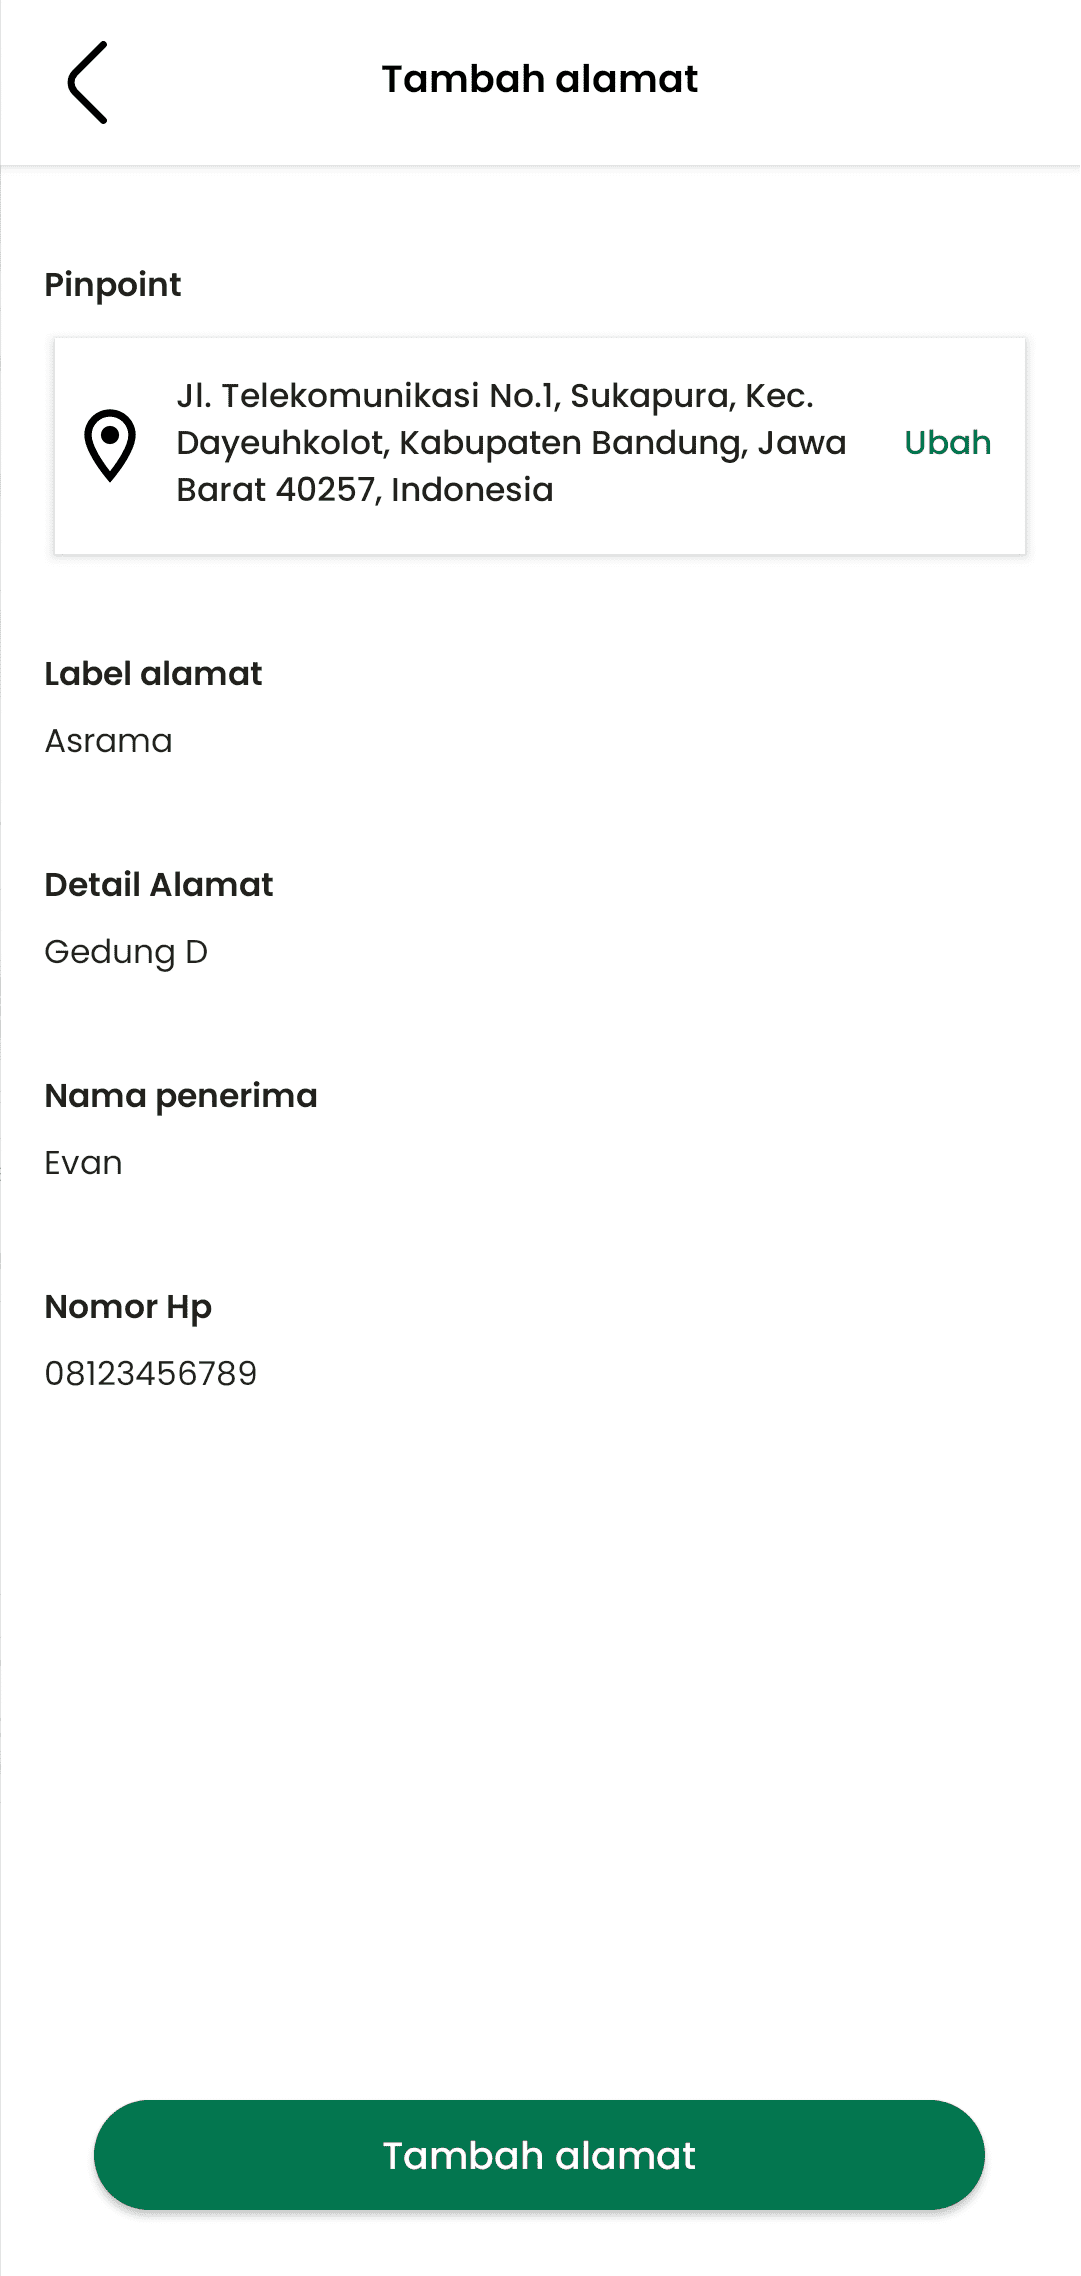 Tambah alamat
Pinpoint
Jl. Telekomunikasi No.1, Sukapura, Kec.
Dayeuhkolot, Kabupaten Bandung, Jawa
Barat 40257, Indonesia
Ubah
Label alamat
Asrama
Detail Alamat
Gedung D
Nama penerima
Evan
Nomor Hp
08123456789
Tambah alamat